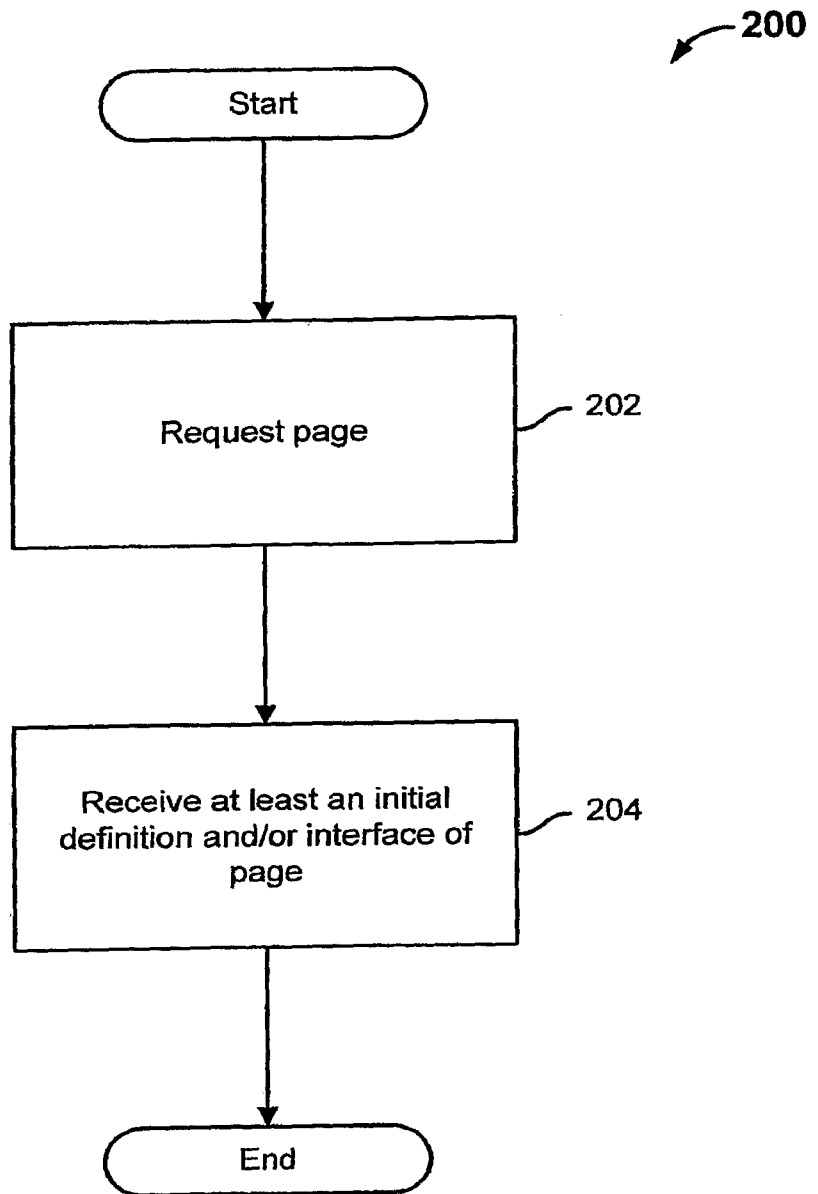 200
Start
Request page
202
Receive at least an initial
definition and/or interface of
page
204
End